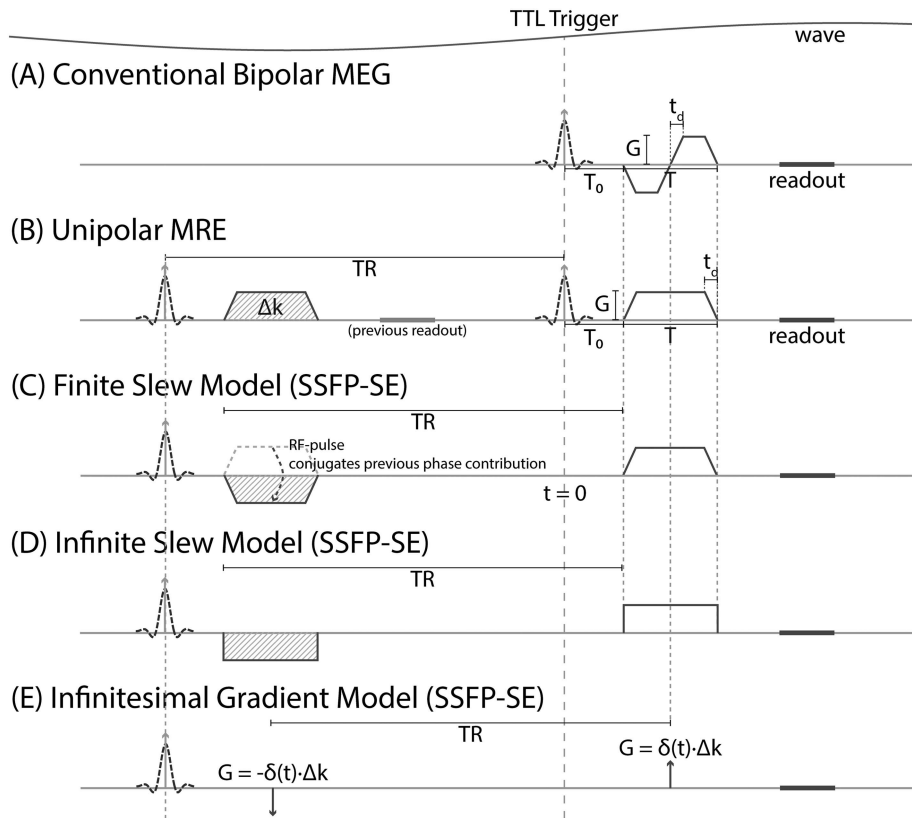 TTL Trigger
wave
(A) Conventional Bipolar MEG
t_d
G
T₀
T
readout
(B) Unipolar MRE
TR
t_d
Δk
G
(previous readout)
T₀
T
readout
(C) Finite Slew Model (SSFP-SE)
TR
RF-pulse
conjugates previous phase contribution
t = 0
(D) Infinite Slew Model (SSFP-SE)
TR
(E) Infinitesimal Gradient Model (SSFP-SE)
TR
G = -δ(t)·Δk
G = δ(t)·Δk